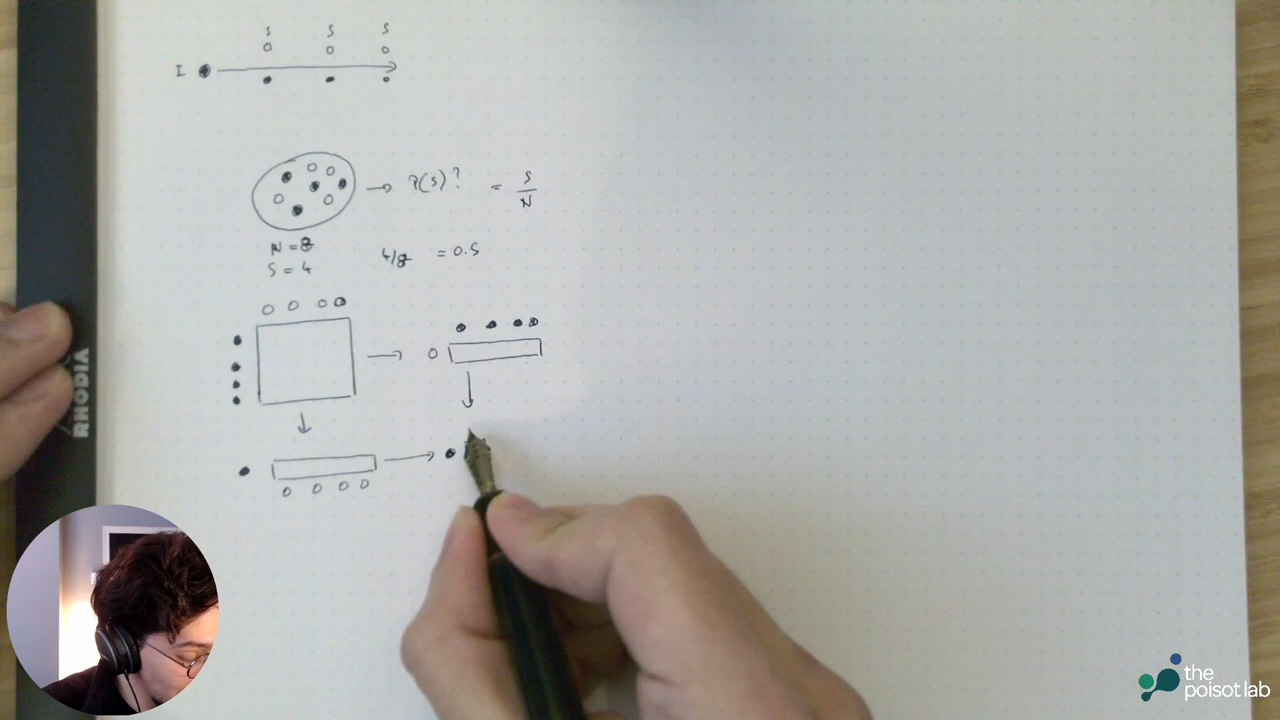 S S S
I
P(S)? = S/N
N = 8
S = 4
4/8 = 0.5
RHODIA
the
poisot lab